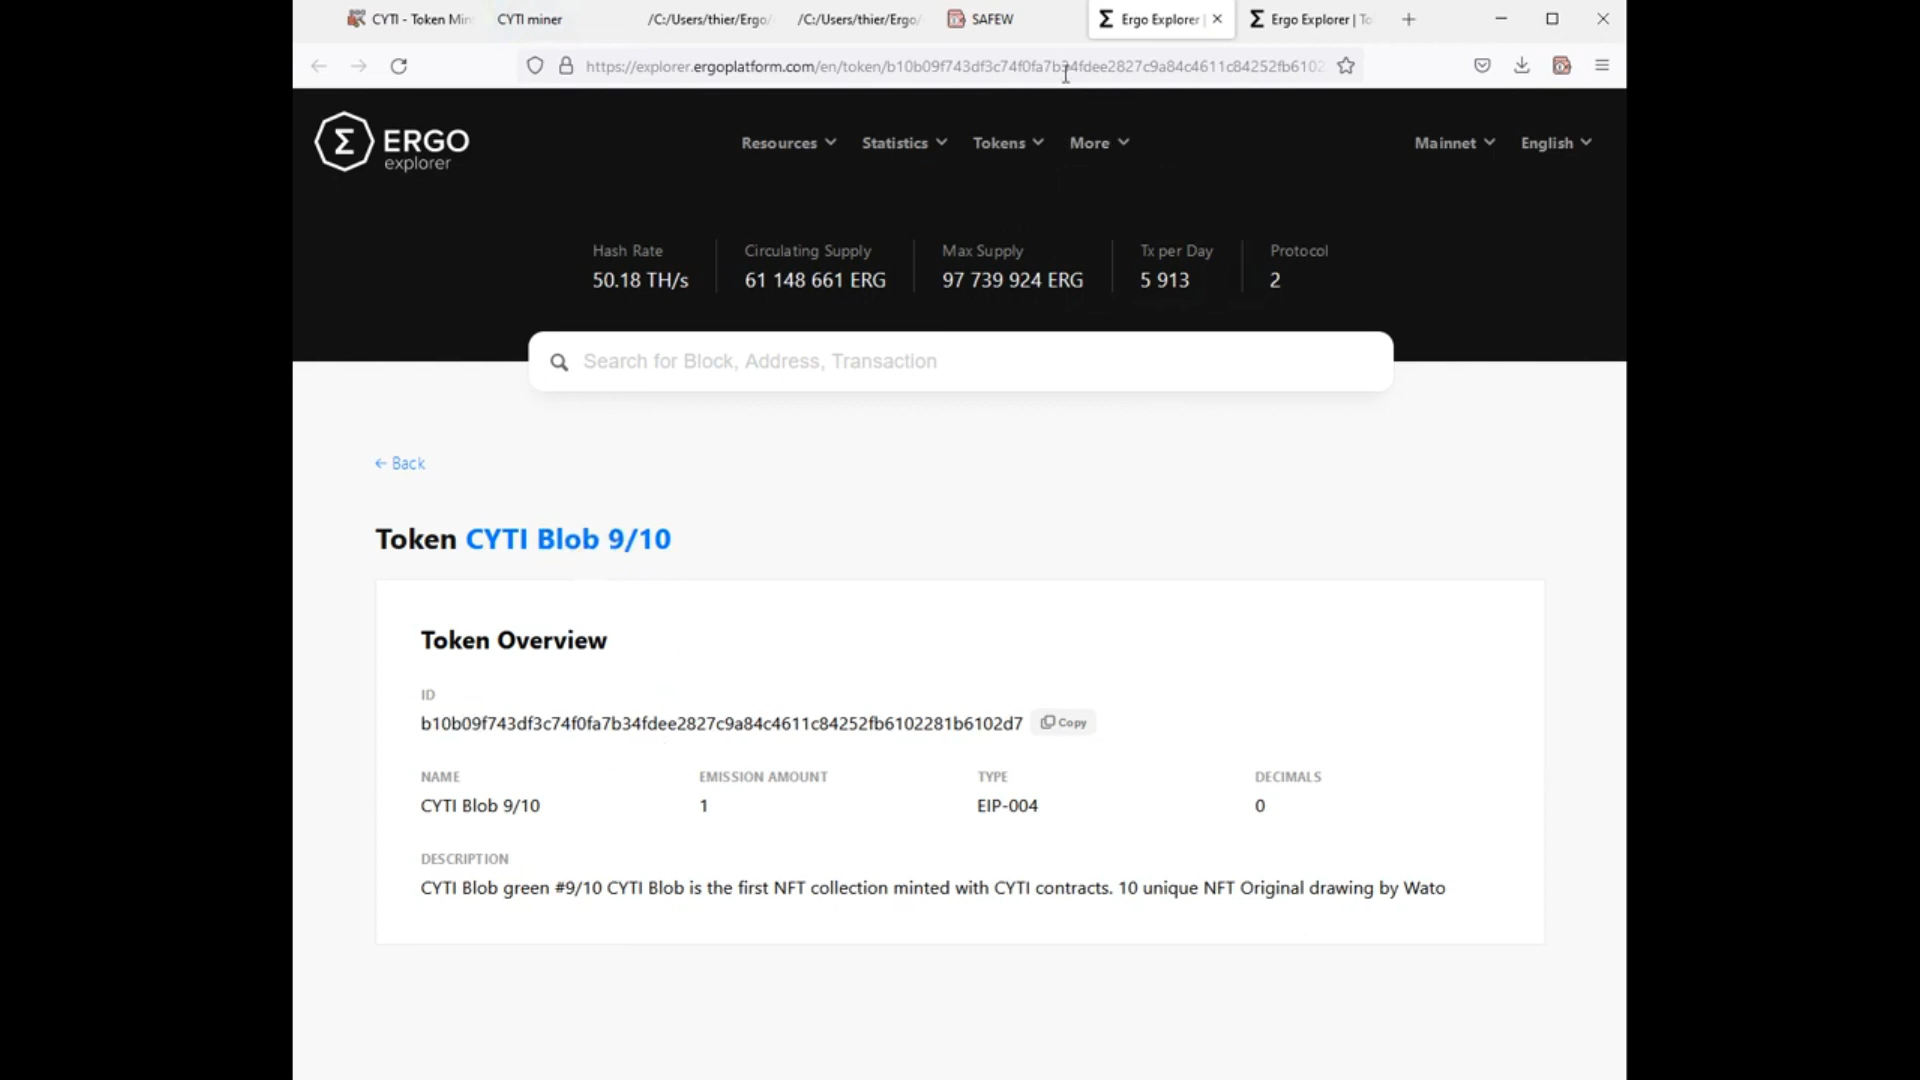 CYTI - Token Min
CYTI miner
/C:/Users/thier/Ergo/
/C:/Users/thier/Ergo/
SAFEW
Ergo Explorer |
Ergo Explorer | To
https://explorer.ergoplatform.com/en/token/b10b09f743df3c74f0fa7b34fdee2827c9a84c4611c84252fb6102
ERGO
explorer
Resources
Statistics
Tokens
More
Mainnet
English
Hash Rate
50.18 TH/s
Circulating Supply
61 148 661 ERG
Max Supply
97 739 924 ERG
Tx per Day
5 913
Protocol
2
Search for Block, Address, Transaction
← Back
Token CYTI Blob 9/10
Token Overview
ID
b10b09f743df3c74f0fa7b34fdee2827c9a84c4611c84252fb6102281b6102d7
Copy
NAME
CYTI Blob 9/10
EMISSION AMOUNT
1
TYPE
EIP-004
DECIMALS
0
DESCRIPTION
CYTI Blob green #9/10 CYTI Blob is the first NFT collection minted with CYTI contracts. 10 unique NFT Original drawing by Wato